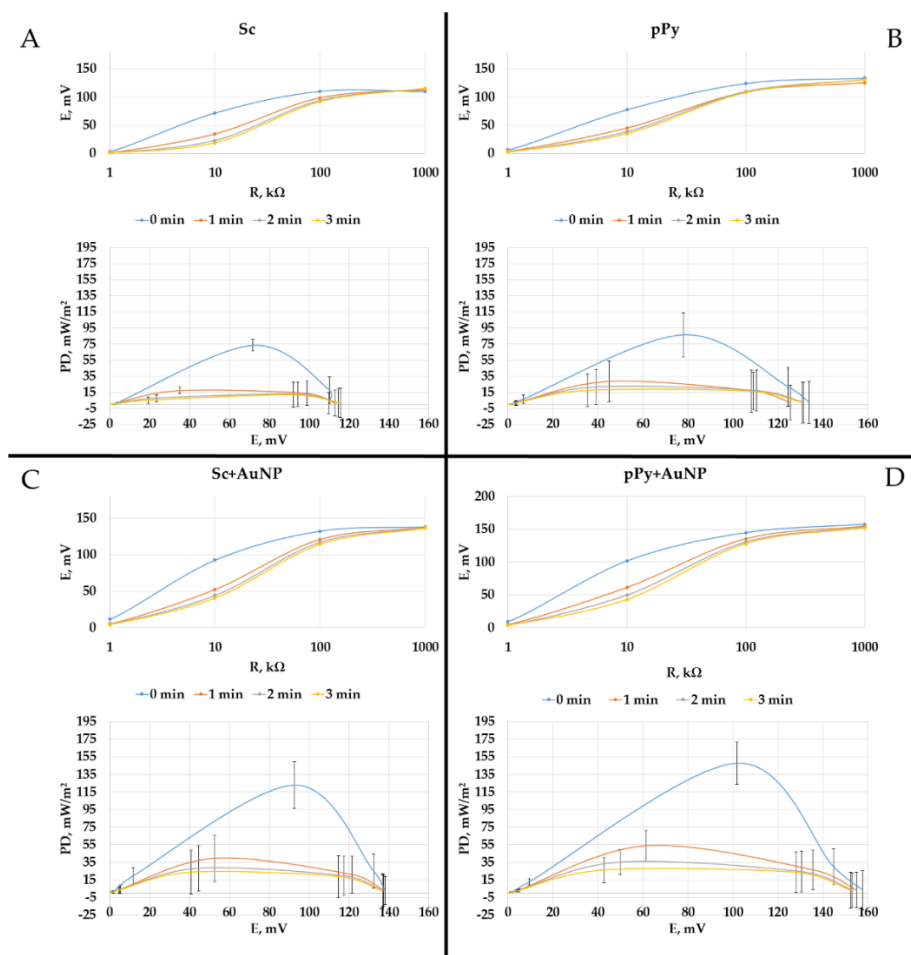 A
Sc
150
100
50
0
E, mV
1 10 100 1000
R, kΩ
0 min 1 min 2 min 3 min
195
175
155
135
115
95
75
55
35
15
-5
-25
PD, mW/m²
0 20 40 60 80 100 120 140 160
E, mV
pPy
B
150
100
50
0
E, mV
1 10 100 1000
R, kΩ
0 min 1 min 2 min 3 min
195
175
155
135
115
95
75
55
35
15
-5
-25
PD, mW/m²
0 20 40 60 80 100 120 140 160
E, mV
C
Sc+AuNP
150
100
50
0
E, mV
1 10 100 1000
R, kΩ
0 min 1 min 2 min 3 min
195
175
155
135
115
95
75
55
35
15
-5
-25
PD, mW/m²
0 20 40 60 80 100 120 140 160
E, mV
pPy+AuNP
D
200
150
100
50
0
E, mV
1 10 100 1000
R, kΩ
0 min 1 min 2 min 3 min
195
175
155
135
115
95
75
55
35
15
-5
-25
PD, mW/m²
0 20 40 60 80 100 120 140 160
E, mV